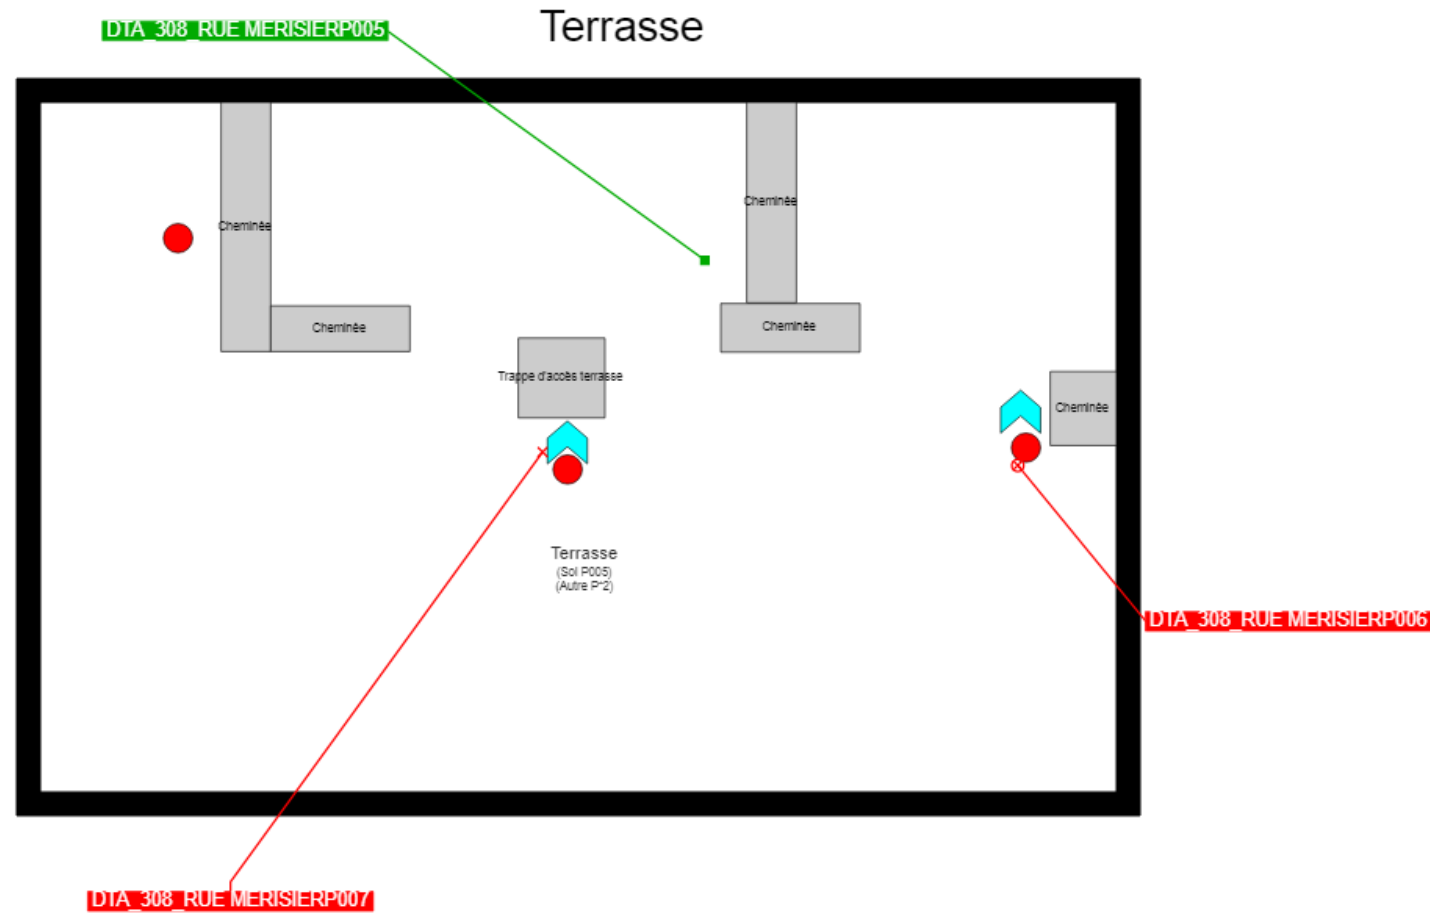 Terrasse
DTA_308_RUE MERISIERP005
Cheminée
Cheminée
Cheminée
Cheminée
Trappe d'accès terrasse
Cheminée
Terrasse
(Sol P005)
(Autre P*2)
DTA_308_RUE MERISIERP006
DTA_308_RUE MERISIERP007